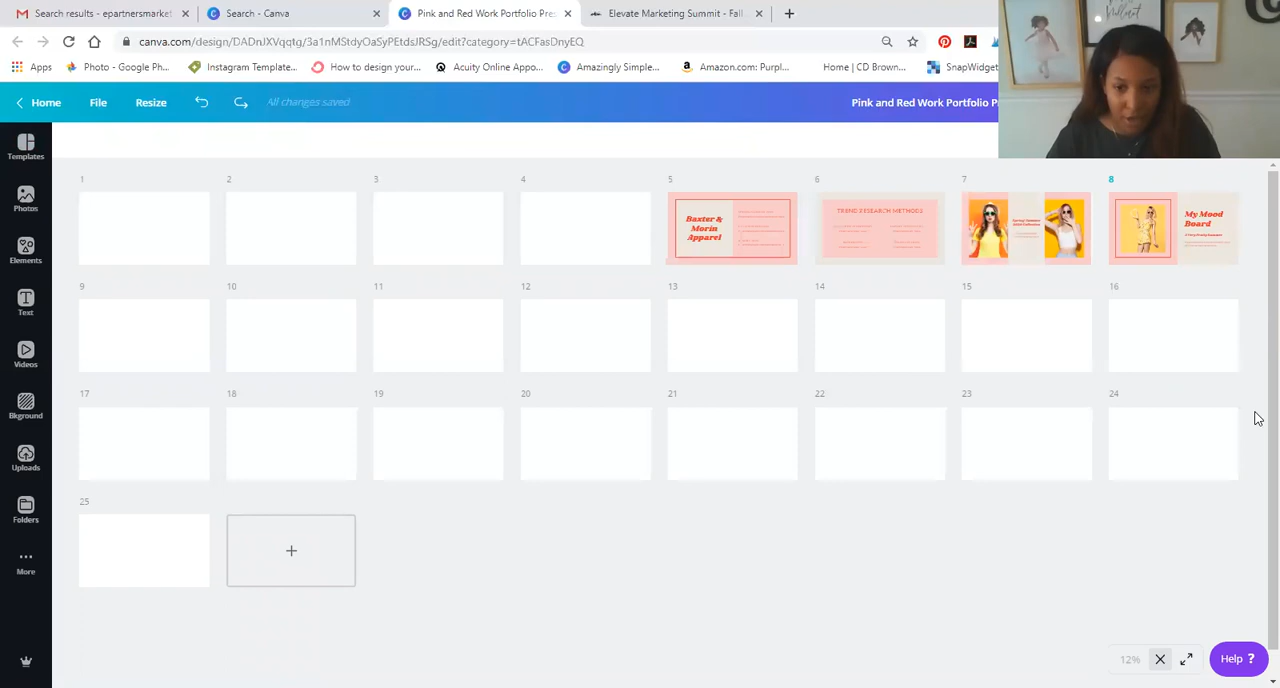 Search results - epartnersmarket
Search - Canva
Pink and Red Work Portfolio Pres
Elevate Marketing Summit - Fall
canva.com/design/DADnJXVqqtg/3a1nMStdyOaSyPEtdsJRSg/edit?category=tACFasDnyEQ
Apps
Photo - Google Ph...
Instagram Template...
How to design your...
Acuity Online Appo...
Amazingly Simple...
Amazon.com: Purpl...
Home | CD Brown...
SnapWidget
Home
File
Resize
All changes saved
Pink and Red Work Portfolio P
Templates
Photos
Elements
Text
Videos
Bkground
Uploads
Folders
More
1
2
3
4
5
6
7
8
Baxter &
Morin
Apparel
TREND RESEARCH METHODS
My Mood
Board
9
10
11
12
13
14
15
16
17
18
19
20
21
22
23
24
25
12%
Help ?